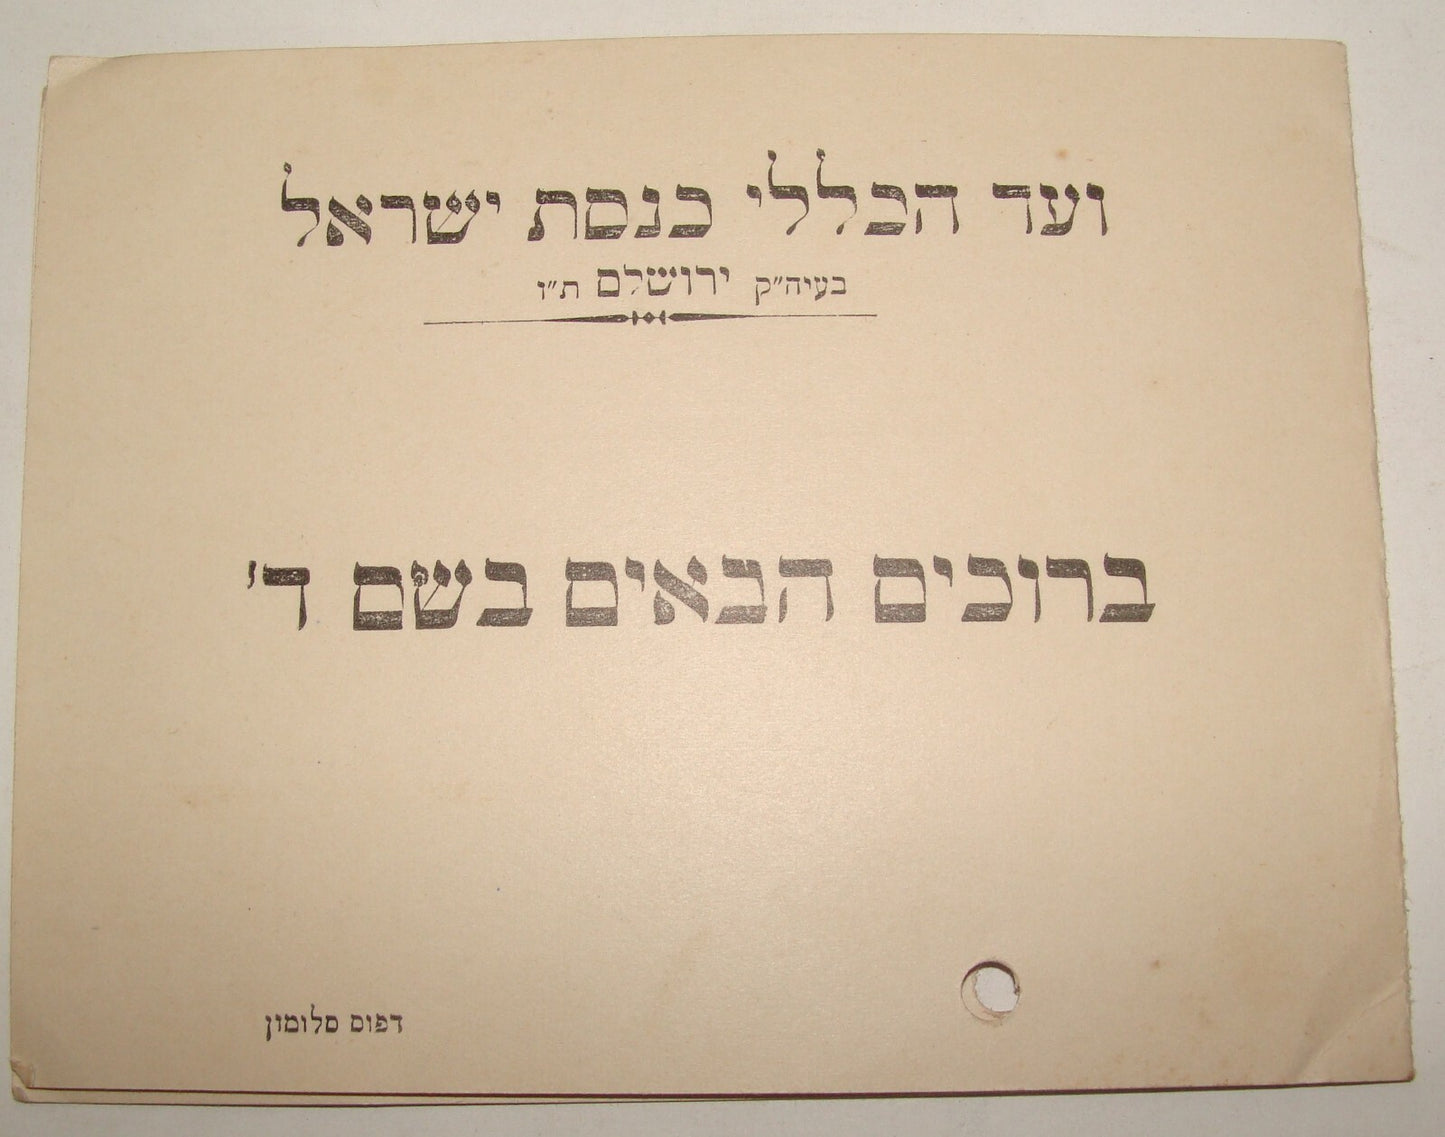 ועד הכללי כנסת ישראל
בעיה״ק ירושלם ת״ו
ברוכים הבאים בשם ד'
דפוס סלומון